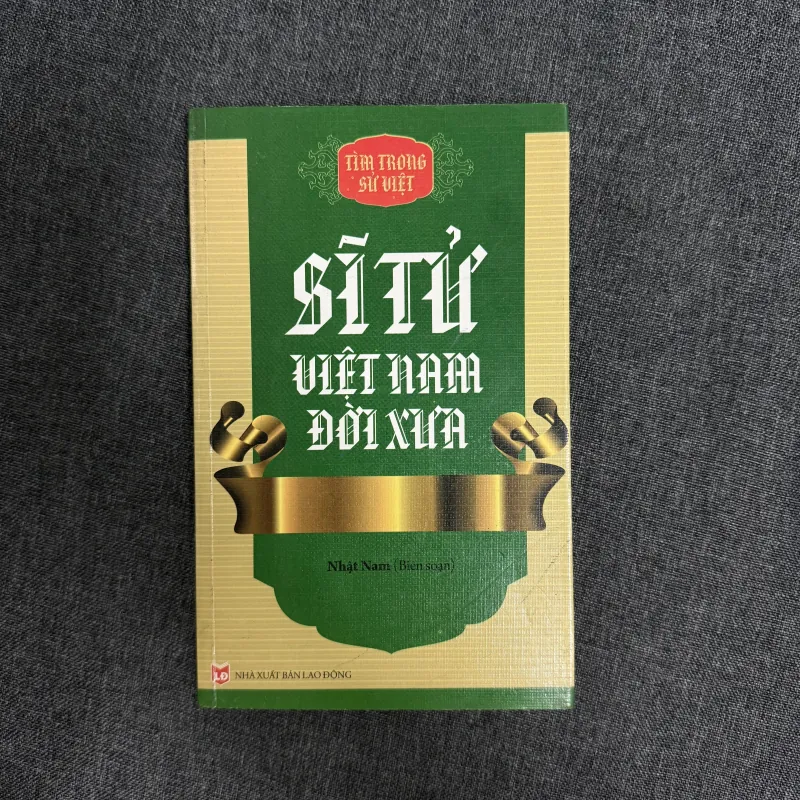 TÌM TRONG
SỬ VIỆT
SĨ TỬ
VIỆT NAM
ĐỜI XƯA
Nhật Nam (Biên soạn)
LĐ NHÀ XUẤT BẢN LAO ĐỘNG